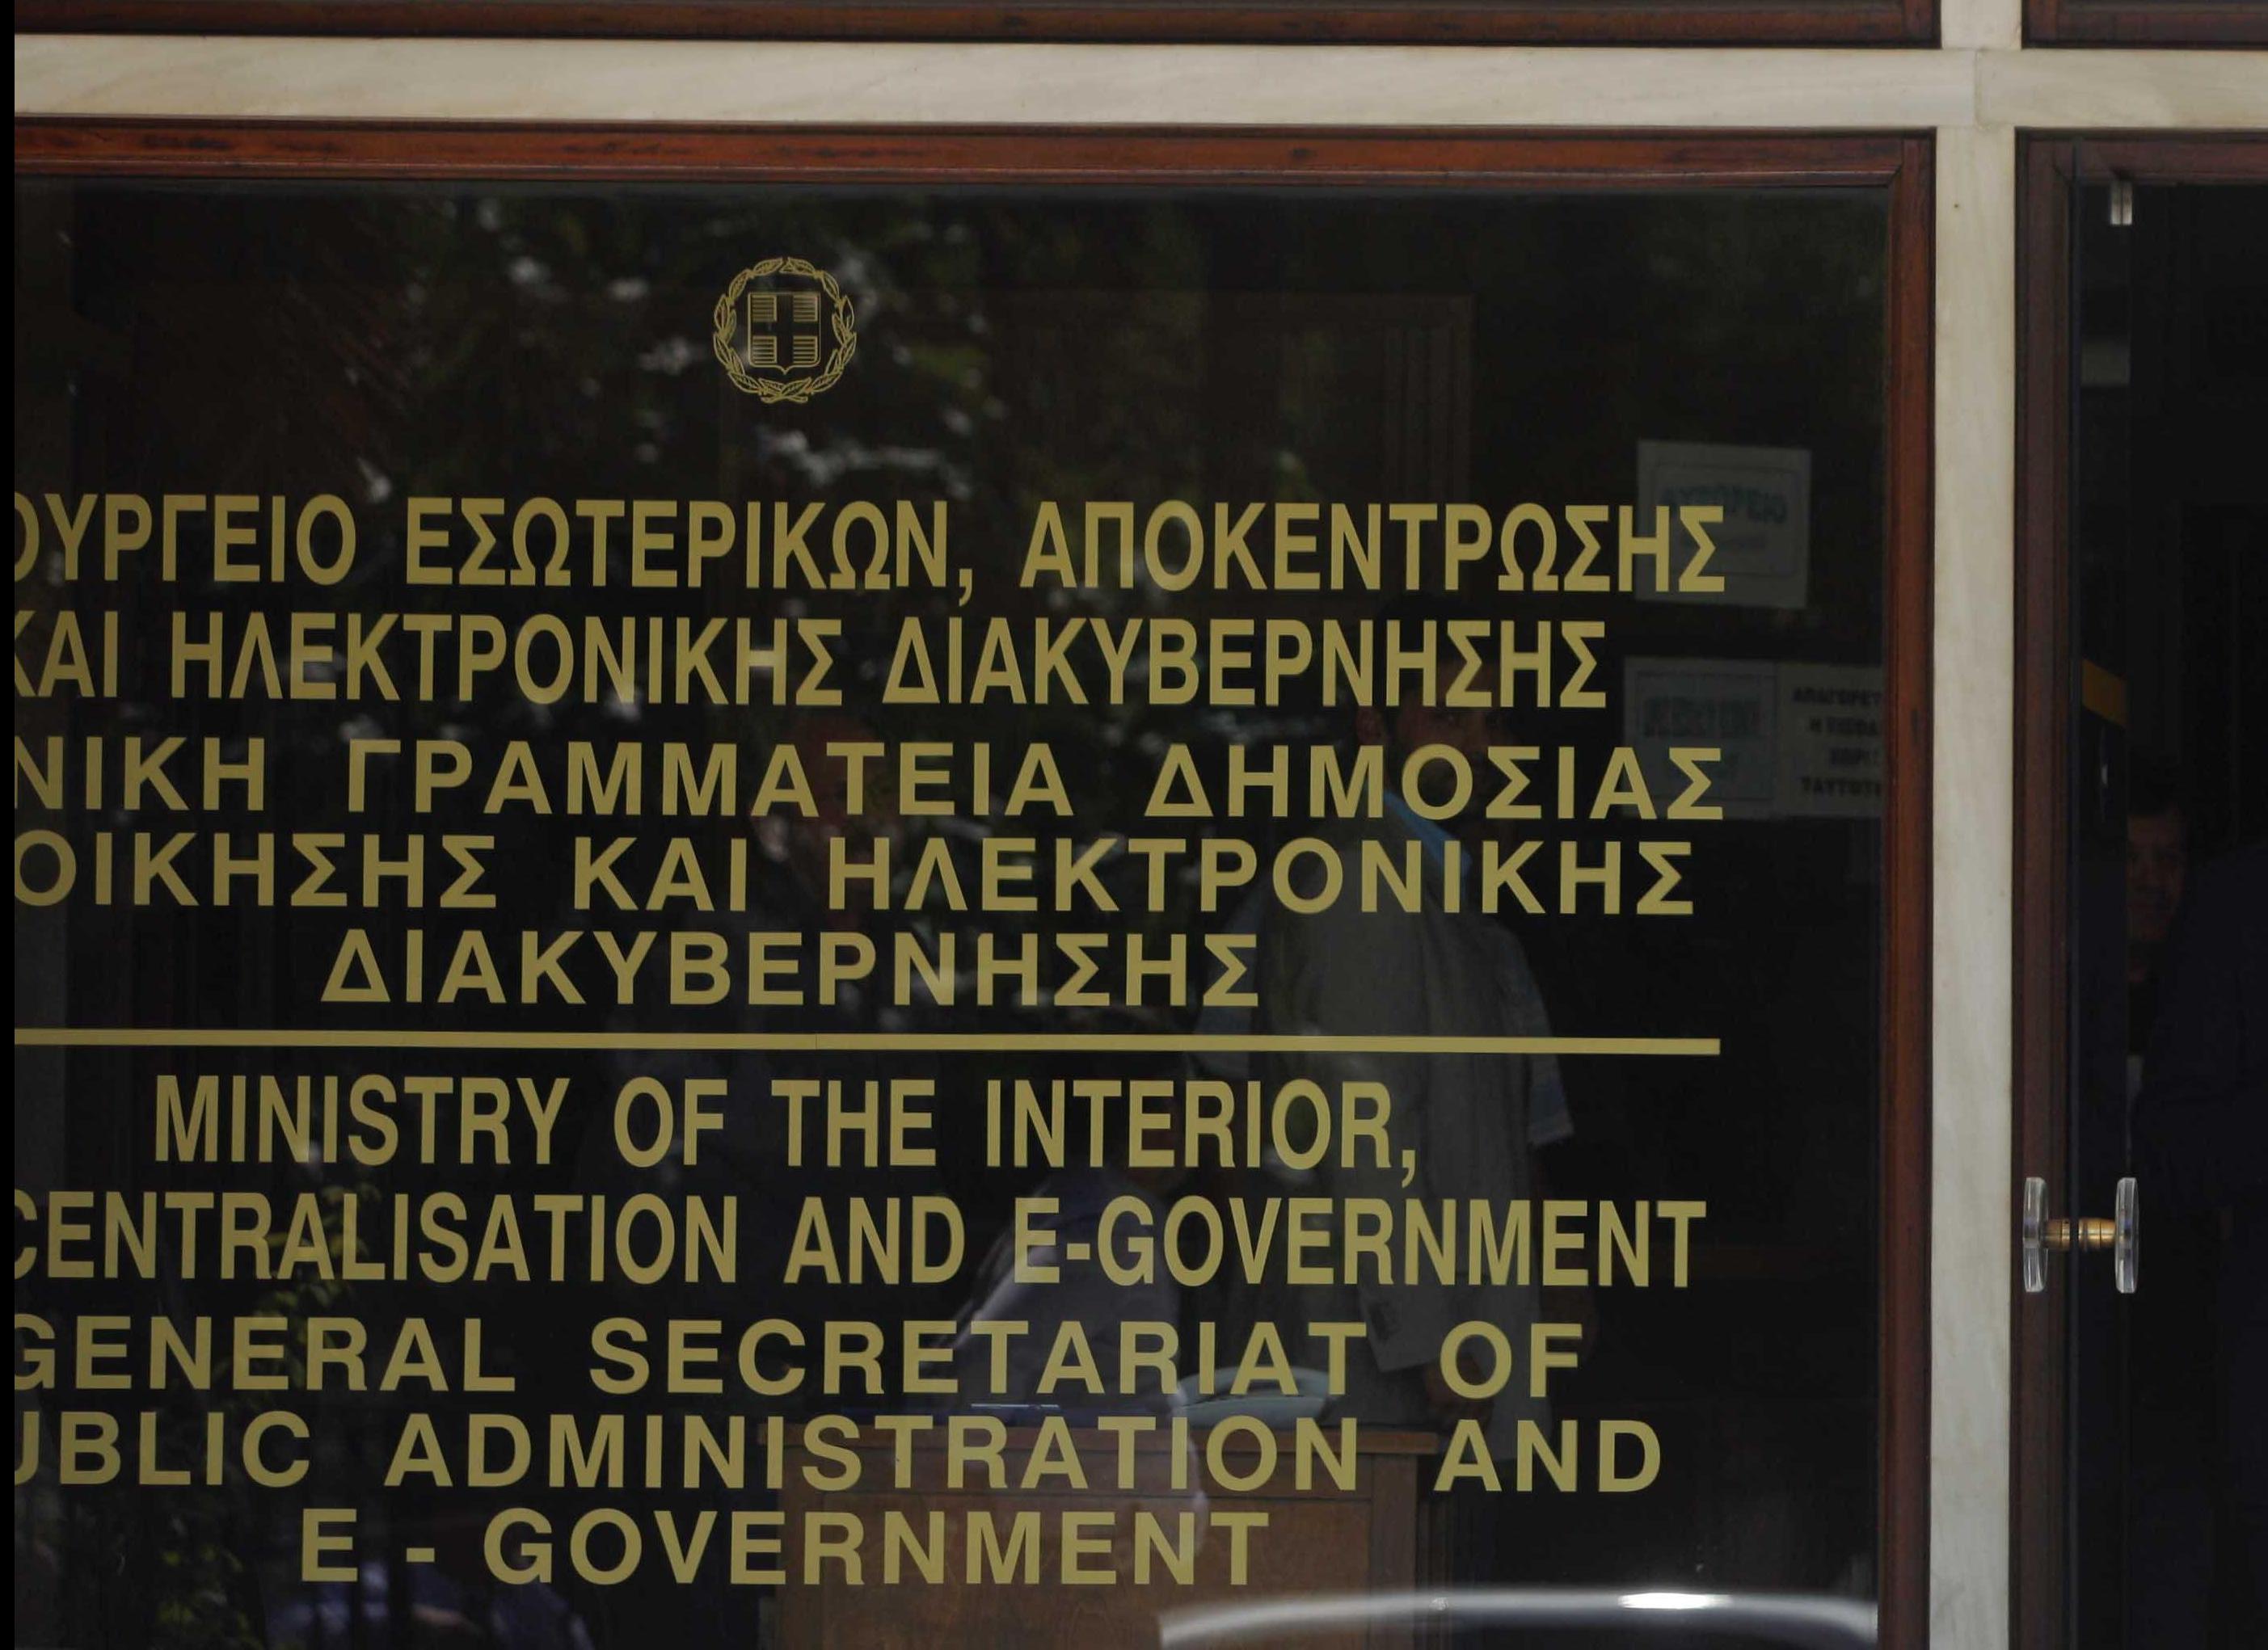 ΟΥΡΓΕΙΟ ΕΣΩΤΕΡΙΚΩΝ, ΑΠΟΚΕΝΤΡΩΣΗΣ
ΚΑΙ ΗΛΕΚΤΡΟΝΙΚΗΣ ΔΙΑΚΥΒΕΡΝΗΣΗΣ
ΝΙΚΗ ΓΡΑΜΜΑΤΕΙΑ ΔΗΜΟΣΙΑΣ
ΟΙΚΗΣΗΣ ΚΑΙ ΗΛΕΚΤΡΟΝΙΚΗΣ
ΔΙΑΚΥΒΕΡΝΗΣΗΣ
MINISTRY OF THE INTERIOR,
CENTRALISATION AND E-GOVERNMENT
GENERAL SECRETARIAT OF
UBLIC ADMINISTRATION AND
E - GOVERNMENT